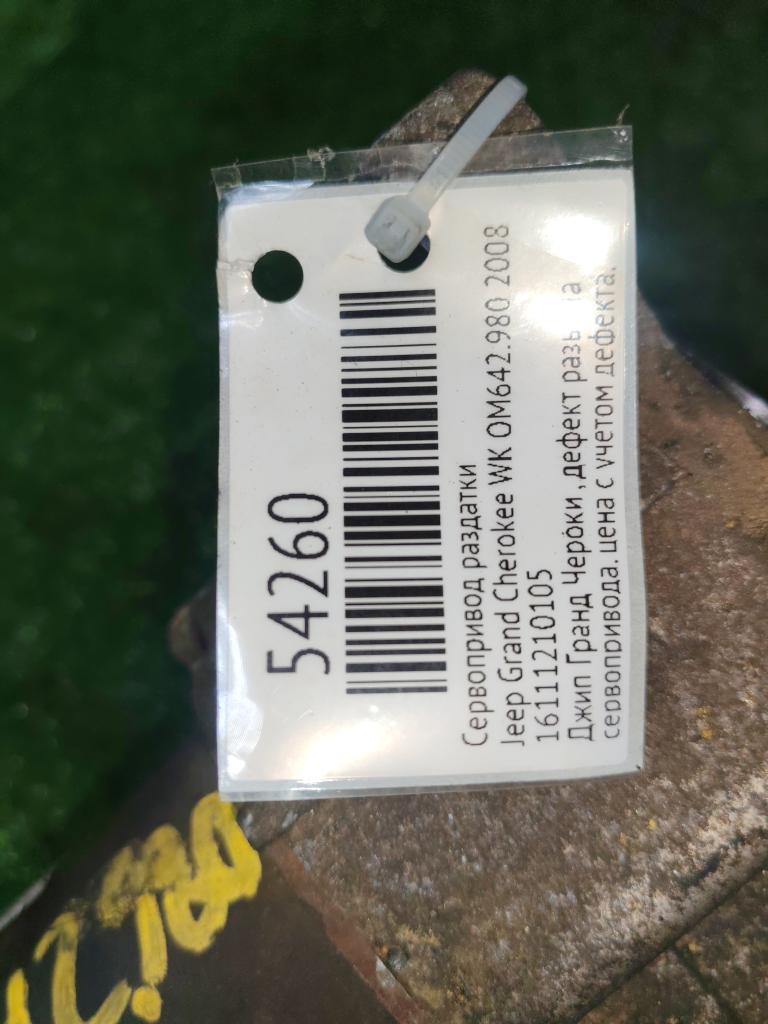 54260
Сервопривод раздатки
Jeep Grand Cherokee WK OM642.980 2008
16111210105
Джип Гранд Чероки , дефект
сервопривода. цена с учетом дефекта.